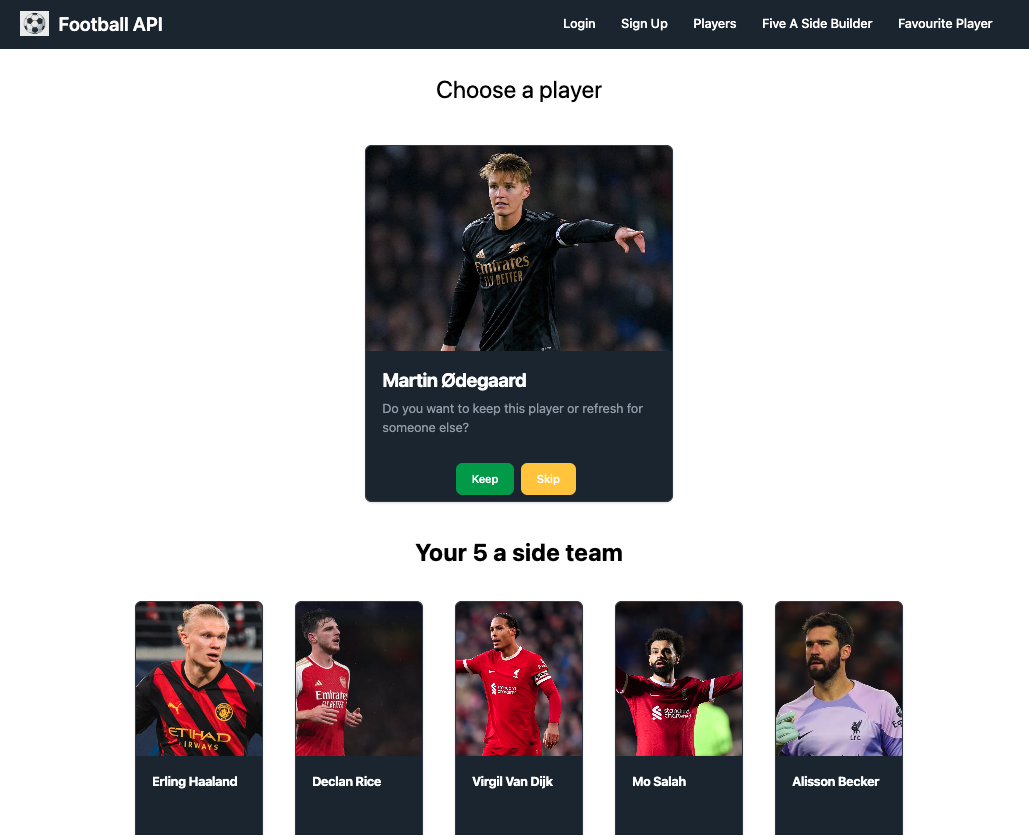 Football API
Login
Sign Up
Players
Five A Side Builder
Favourite Player
Choose a player
Emirates
FLY BETTER
Martin Ødegaard
Do you want to keep this player or refresh for
someone else?
Keep
Skip
Your 5 a side team
ETIHAD
AIRWAYS
Emirates
L.F.C.
Erling Haaland
Declan Rice
Virgil Van Dijk
Mo Salah
Alisson Becker